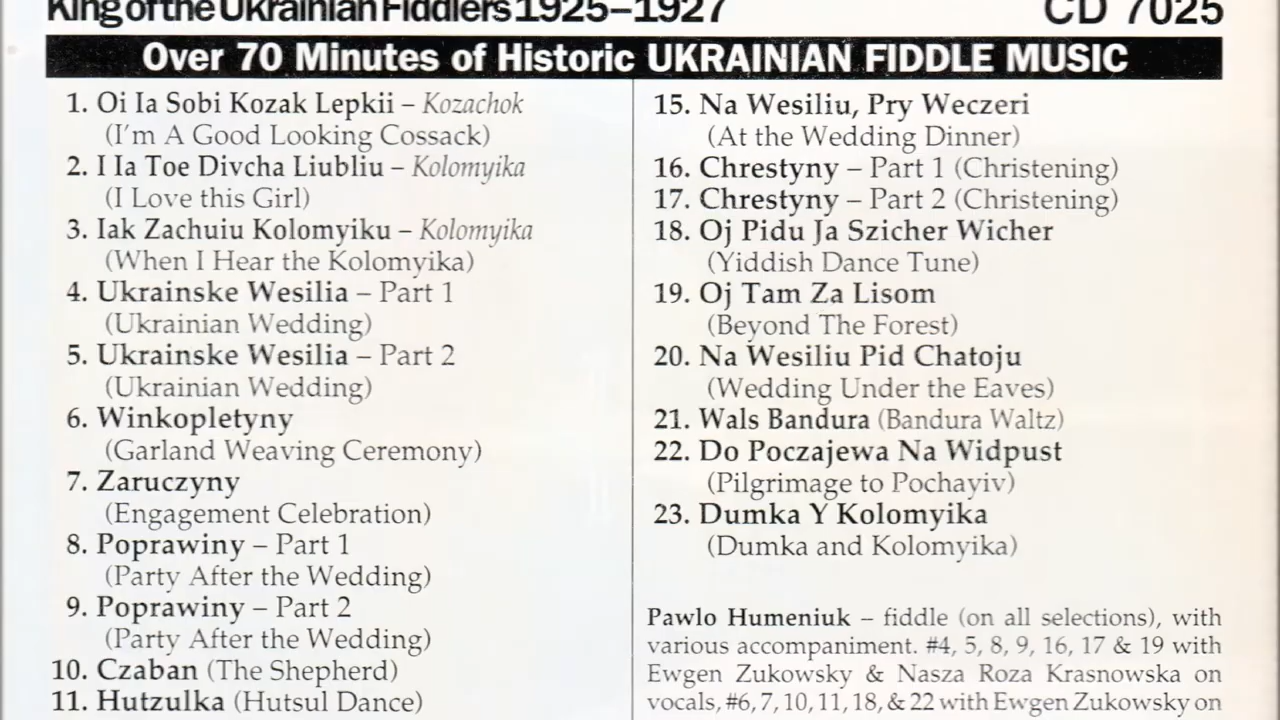 King of the Ukrainian Fiddlers 1925–1927
CD 7025
Over 70 Minutes of Historic UKRAINIAN FIDDLE MUSIC
1. Oi Ia Sobi Kozak Lepkii – Kozachok
(I'm A Good Looking Cossack)
2. I Ia Toe Divcha Liubliu – Kolomyika
(I Love this Girl)
3. Iak Zachuiu Kolomyiku – Kolomyika
(When I Hear the Kolomyika)
4. Ukrainske Wesilia – Part 1
(Ukrainian Wedding)
5. Ukrainske Wesilia – Part 2
(Ukrainian Wedding)
6. Winkopletyny
(Garland Weaving Ceremony)
7. Zaruczyny
(Engagement Celebration)
8. Poprawiny – Part 1
(Party After the Wedding)
9. Poprawiny – Part 2
(Party After the Wedding)
10. Czaban (The Shepherd)
11. Hutzulka (Hutsul Dance)
15. Na Wesiliu, Pry Weczeri
(At the Wedding Dinner)
16. Chrestyny – Part 1 (Christening)
17. Chrestyny – Part 2 (Christening)
18. Oj Pidu Ja Szicher Wicher
(Yiddish Dance Tune)
19. Oj Tam Za Lisom
(Beyond The Forest)
20. Na Wesiliu Pid Chatoju
(Wedding Under the Eaves)
21. Wals Bandura (Bandura Waltz)
22. Do Poczajewa Na Widpust
(Pilgrimage to Pochayiv)
23. Dumka Y Kolomyika
(Dumka and Kolomyika)
Pawlo Humeniuk – fiddle (on all selections), with
various accompaniment. #4, 5, 8, 9, 16, 17 & 19 with
Ewgen Zukowsky & Nasza Roza Krasnowska on
vocals, #6, 7, 10, 11, 18, & 22 with Ewgen Zukowsky on